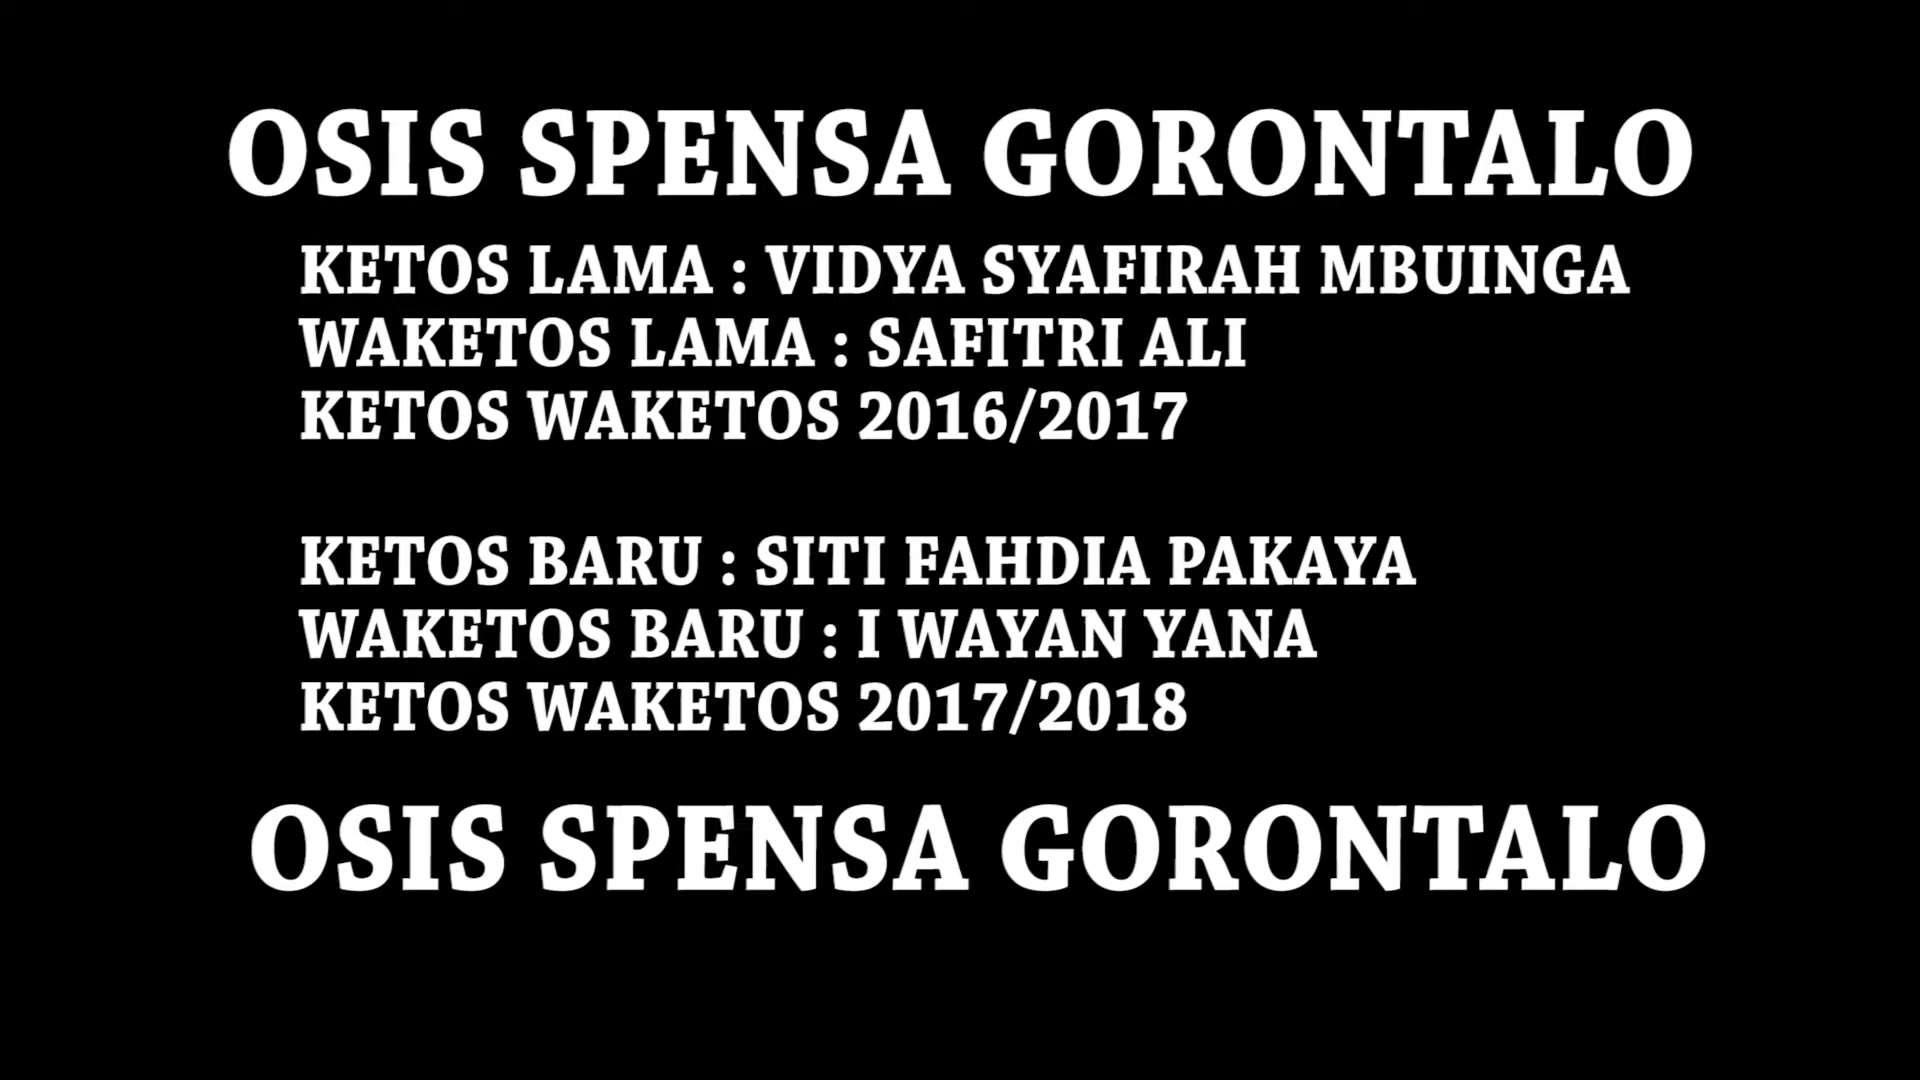 OSIS SPENSA GORONTALO
KETOS LAMA : VIDYA SYAFIRAH MBUINGA
WAKETOS LAMA : SAFITRI ALI
KETOS WAKETOS 2016/2017
KETOS BARU : SITI FAHDIA PAKAYA
WAKETOS BARU : I WAYAN YANA
KETOS WAKETOS 2017/2018
OSIS SPENSA GORONTALO